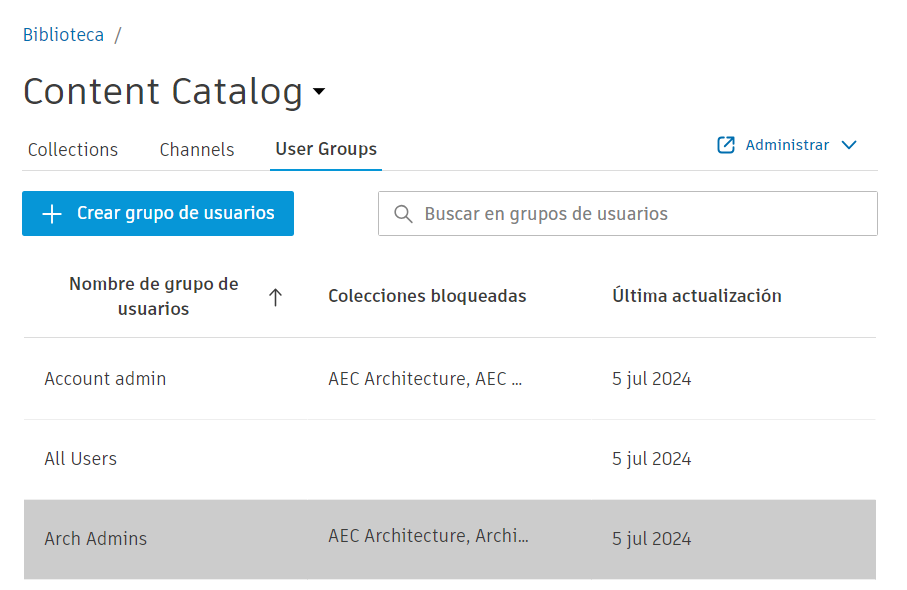 Biblioteca /
Content Catalog
Collections Channels User Groups Administrar
Crear grupo de usuarios Buscar en grupos de usuarios
Nombre de grupo de
usuarios
Colecciones bloqueadas Última actualización
Account admin AEC Architecture, AEC ... 5 jul 2024
All Users 5 jul 2024
Arch Admins AEC Architecture, Archi... 5 jul 2024